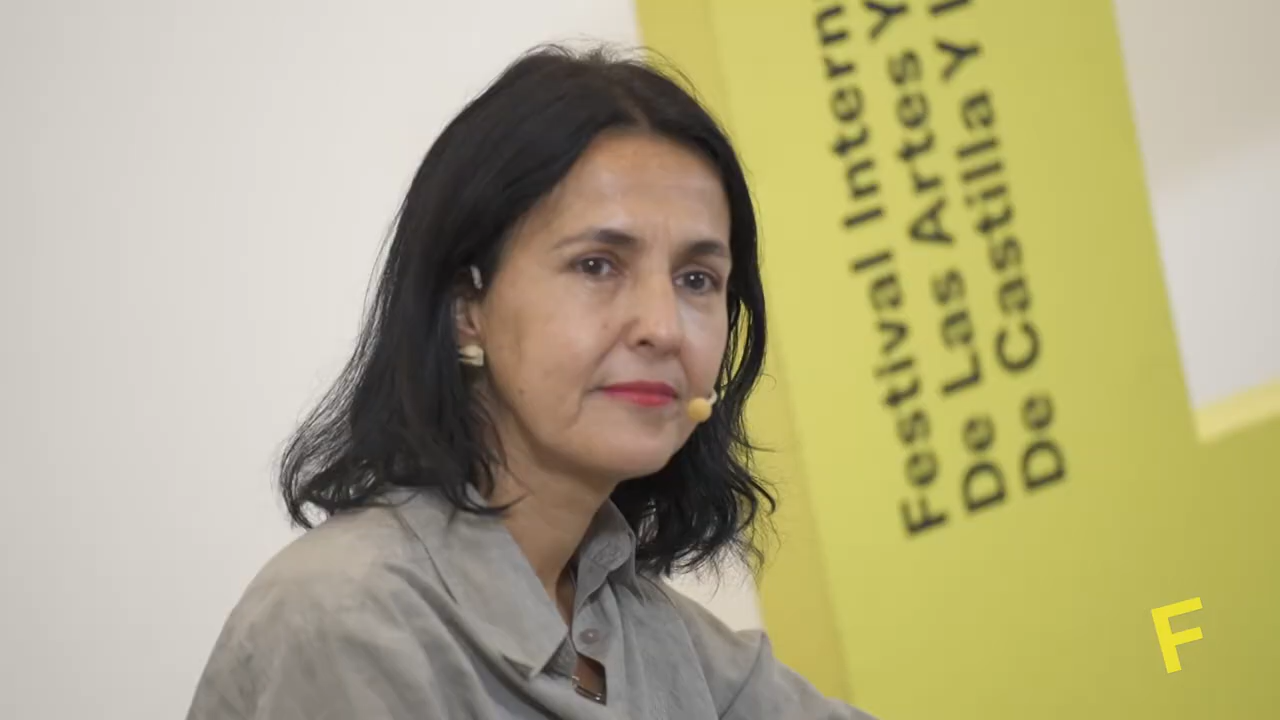 Festival Intern
De Las Artes Y
De Castilla Y
F